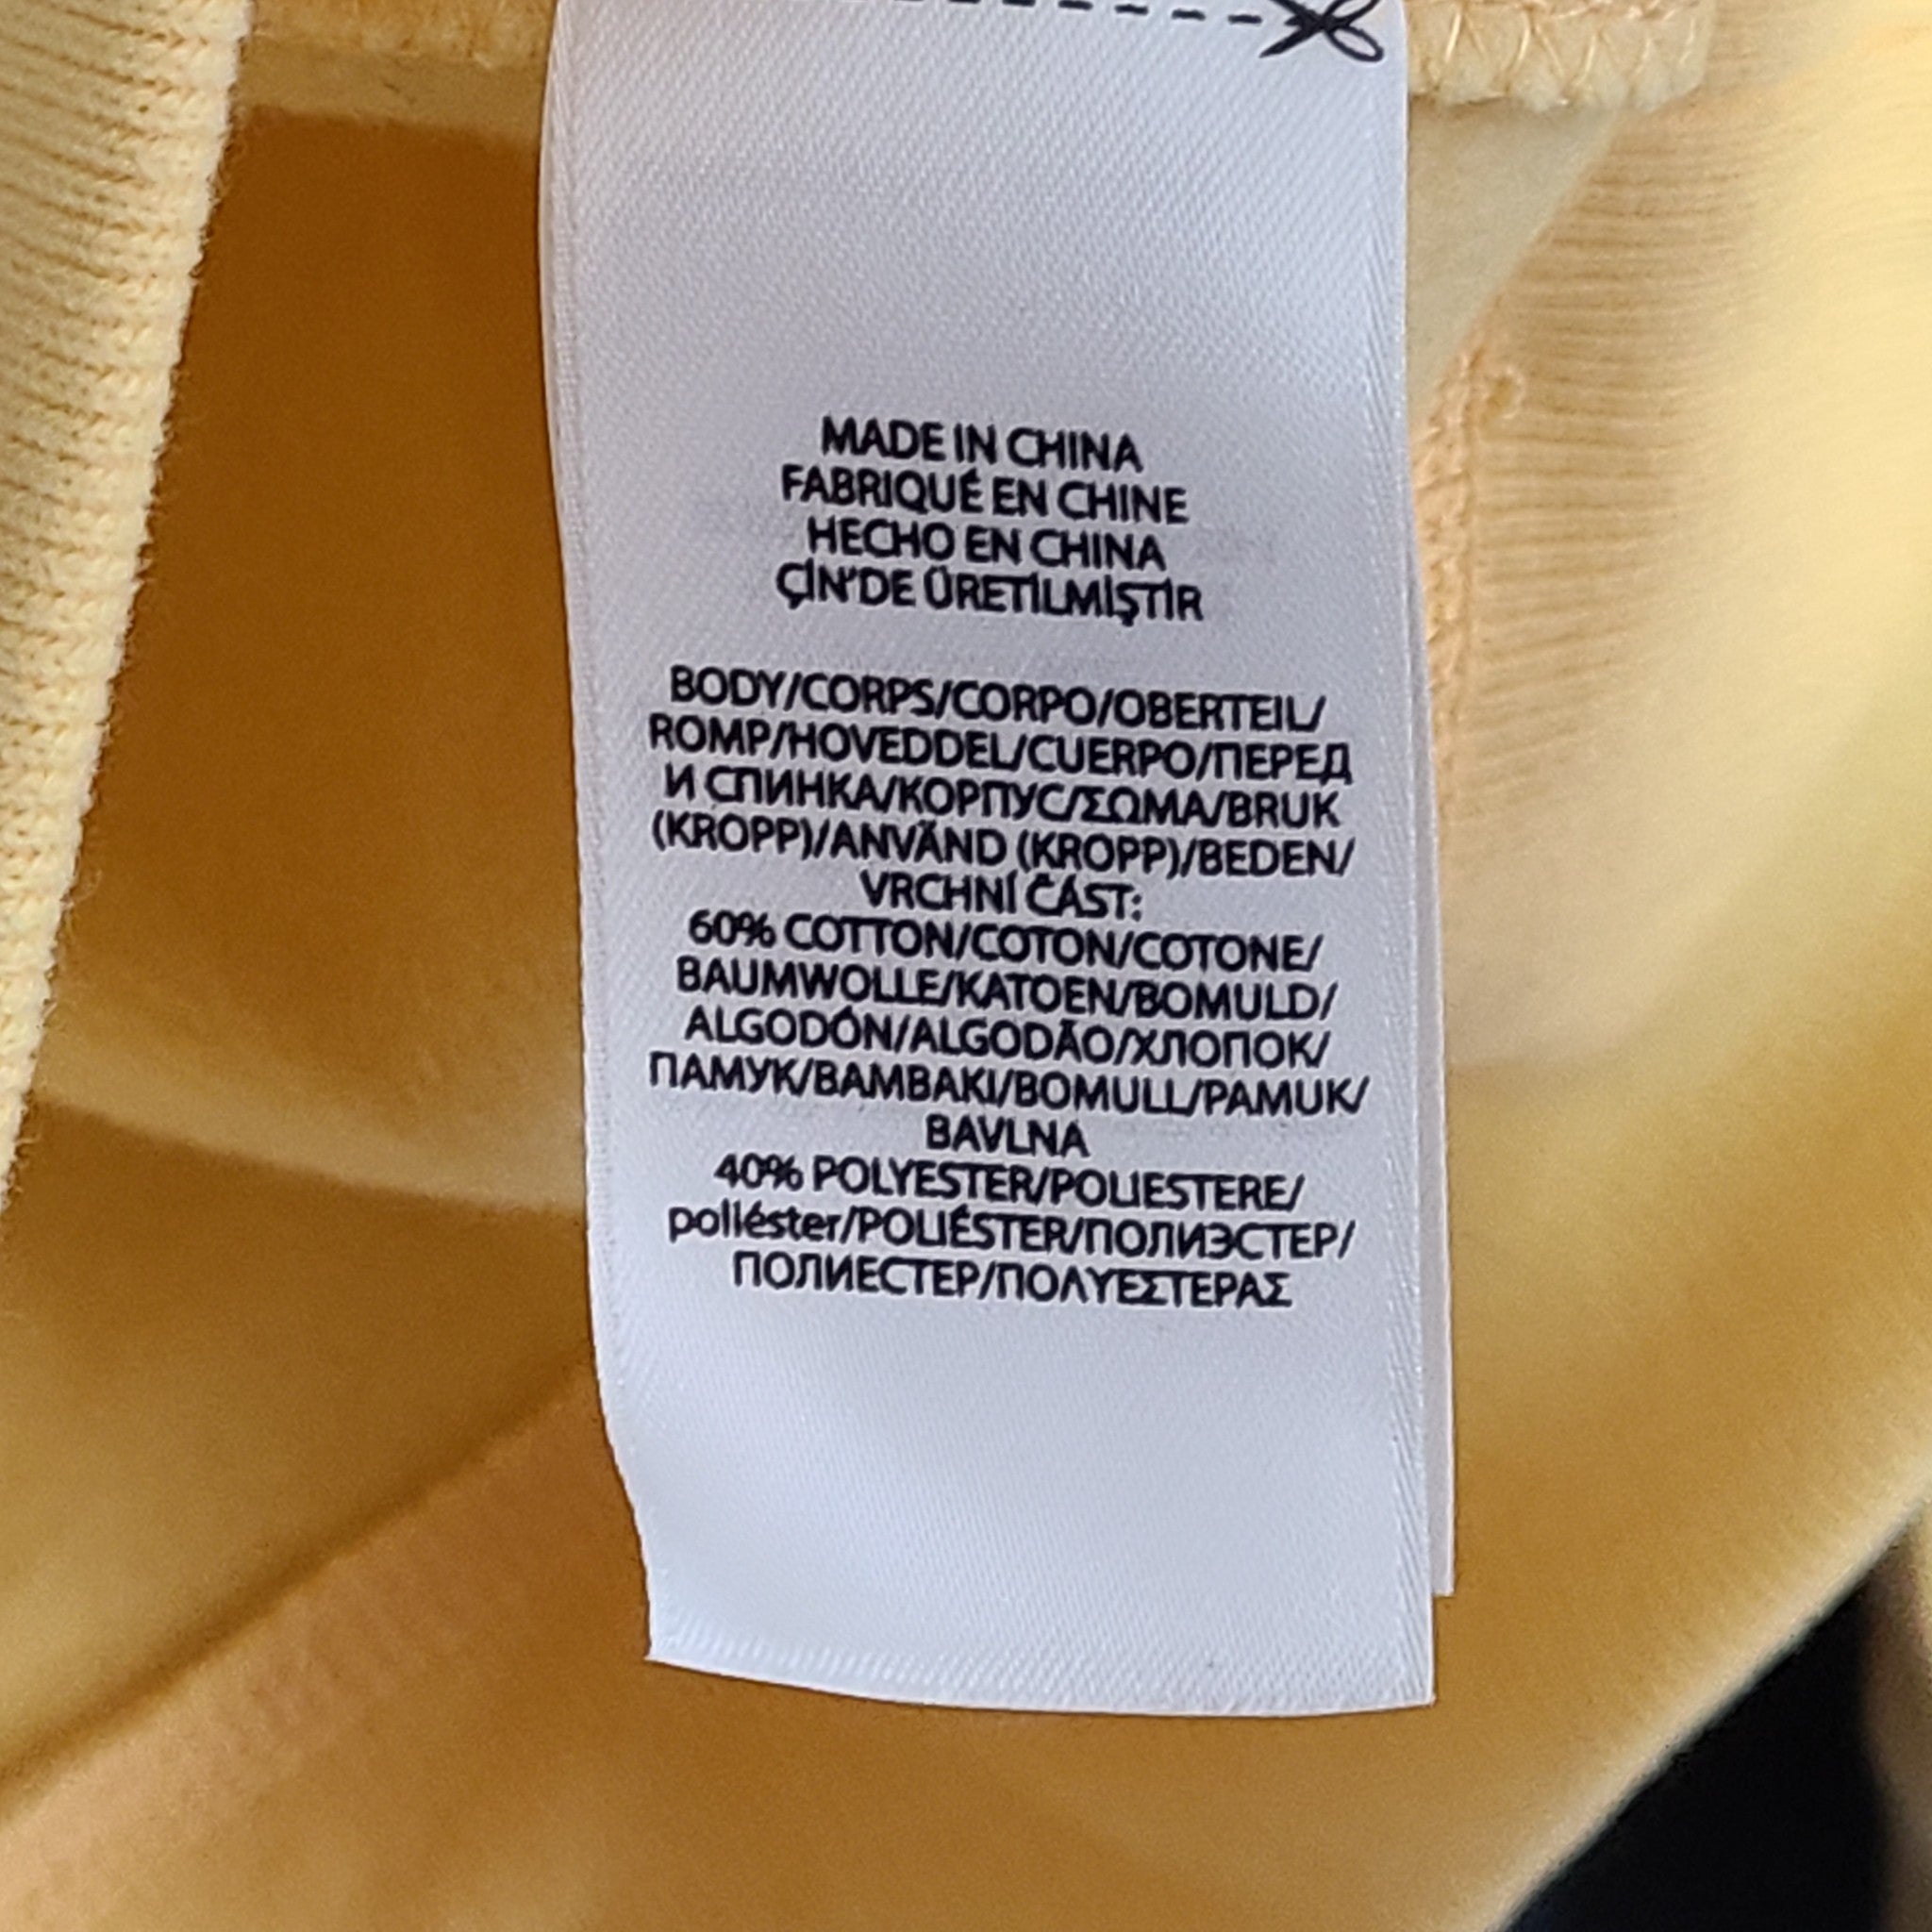 MADE IN CHINA
FABRIQUÉ EN CHINE
HECHO EN CHINA
ÇİN'DE ÜRETİLMİŞTİR
BODY/CORPS/CORPO/OBERTEIL/
ROMP/HOVEDDEL/CUERPO/ПЕРЕД
И СПИНКА/КОРПУС/ΣΩΜΑ/BRUK
(KROPP)/ANVÄND (KROPP)/BEDEN/
VRCHNÍ ČÁST:
60% COTTON/COTON/COTONE/
BAUMWOLLE/KATOEN/BOMULD/
ALGODÓN/ALGODÃO/ХЛОПОК/
ПАМУК/ΒΑΜΒΑΚΙ/BOMULL/PAMUK/
BAVLNA
40% POLYESTER/POLIESTERE/
poliéster/POLIÉSTER/ПОЛИЭСТЕР/
ПОЛИЕСТЕР/ΠΟΛΥΕΣΤΕΡΑΣ